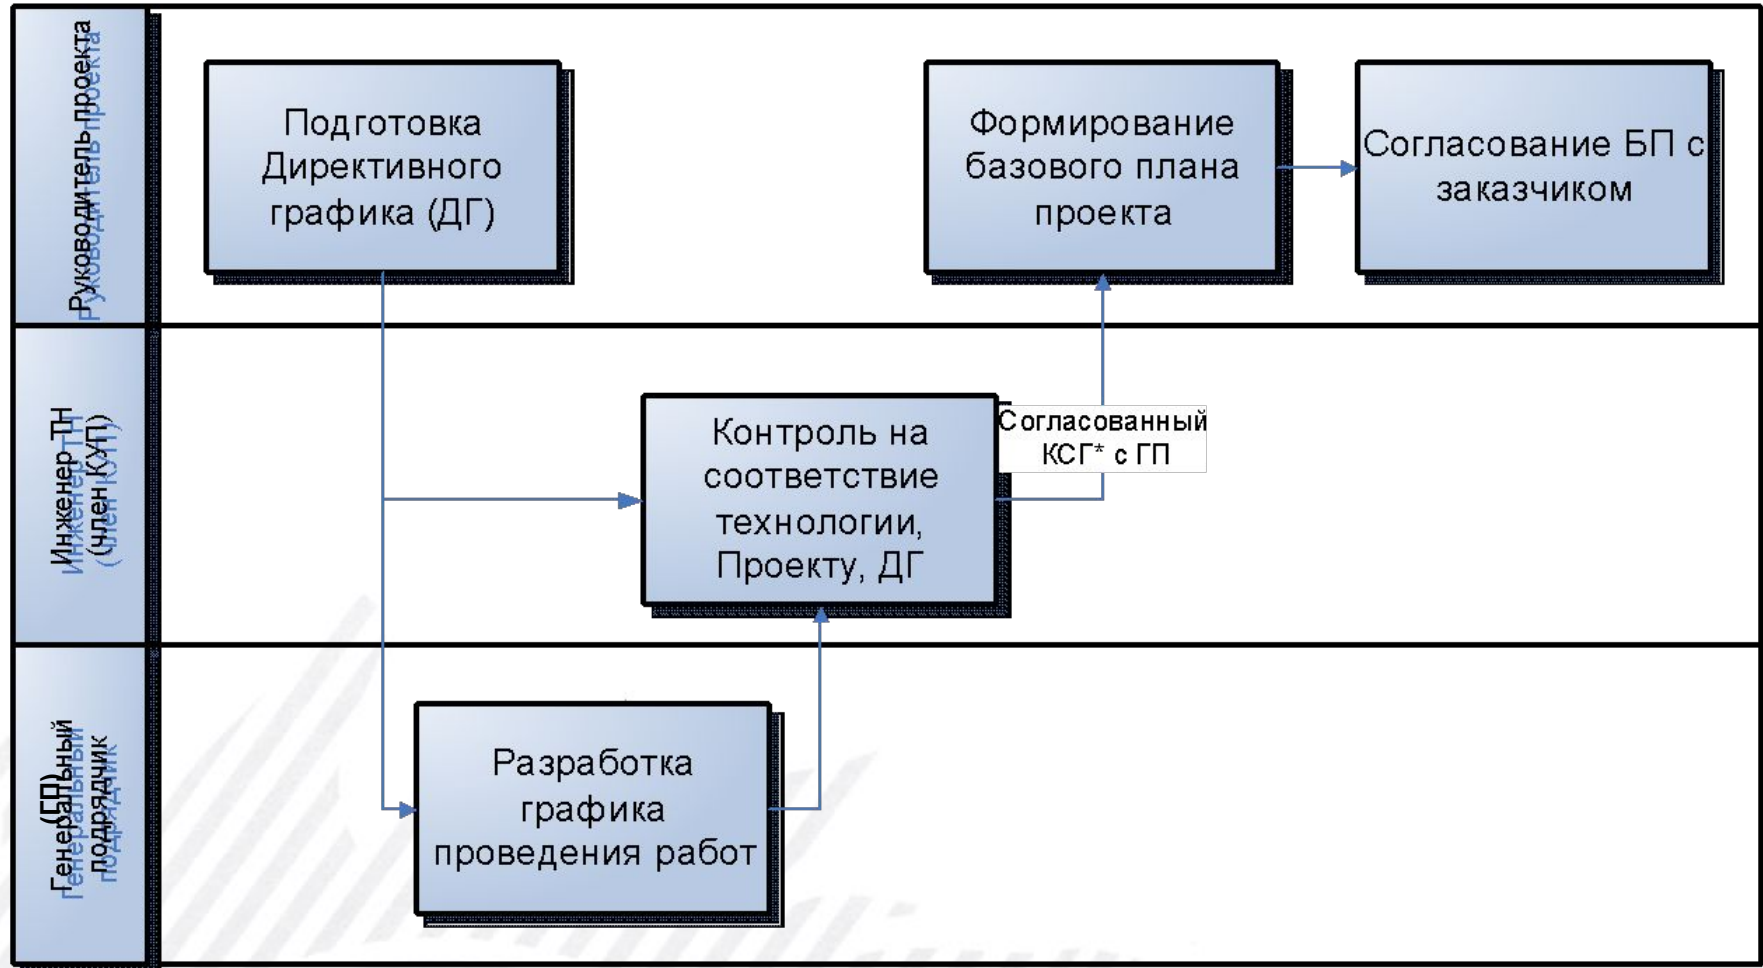 Руководитель проекта
Подготовка
Директивного
графика (ДГ)
Формирование
базового плана
проекта
Согласование БП с
заказчиком
Инженер ТН
(член КУП)
Контроль на
соответствие
технологии,
Проекту, ДГ
Согласованный
КСГ* с ГП
Генеральный
подрядчик
(ГП)
Разработка
графика
проведения работ